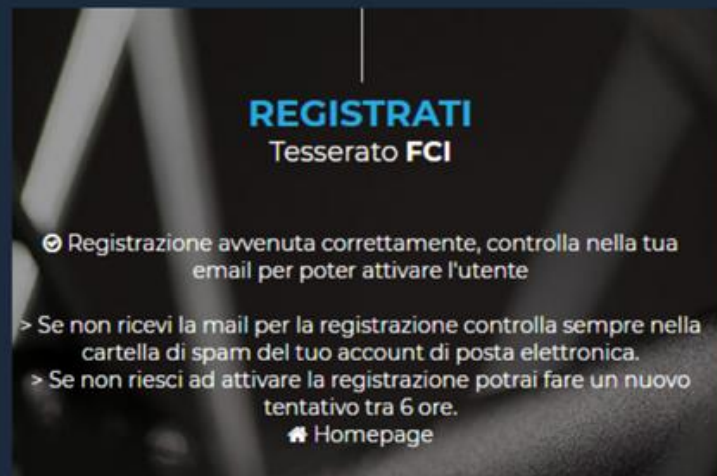 REGISTRATI
Tesserato FCI
Registrazione avvenuta correttamente, controlla nella tua
email per poter attivare l'utente
> Se non ricevi la mail per la registrazione controlla sempre nella
cartella di spam del tuo account di posta elettronica.
> Se non riesci ad attivare la registrazione potrai fare un nuovo
tentativo tra 6 ore.
Homepage